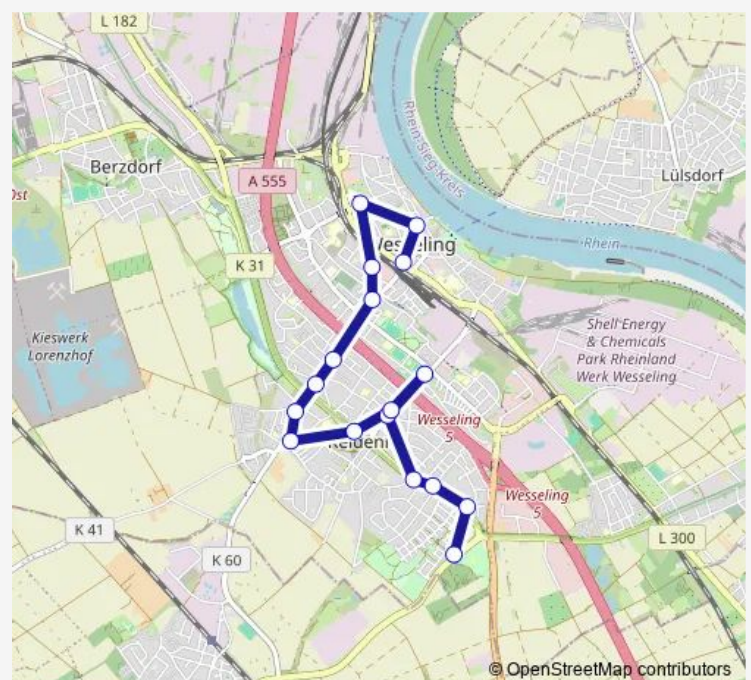 L 182
Berzdorf
A 555
Rhein-Sieg-Kreis
Lülsdorf
Rhein
K 31
Kieswerk
Lorenzhof
Shell Energy
& Chemicals
Park Rheinland
Werk Wesseling
Wesseling
5
Wesseling
5
K 41
K 60
L 300
© OpenStreetMap contributors